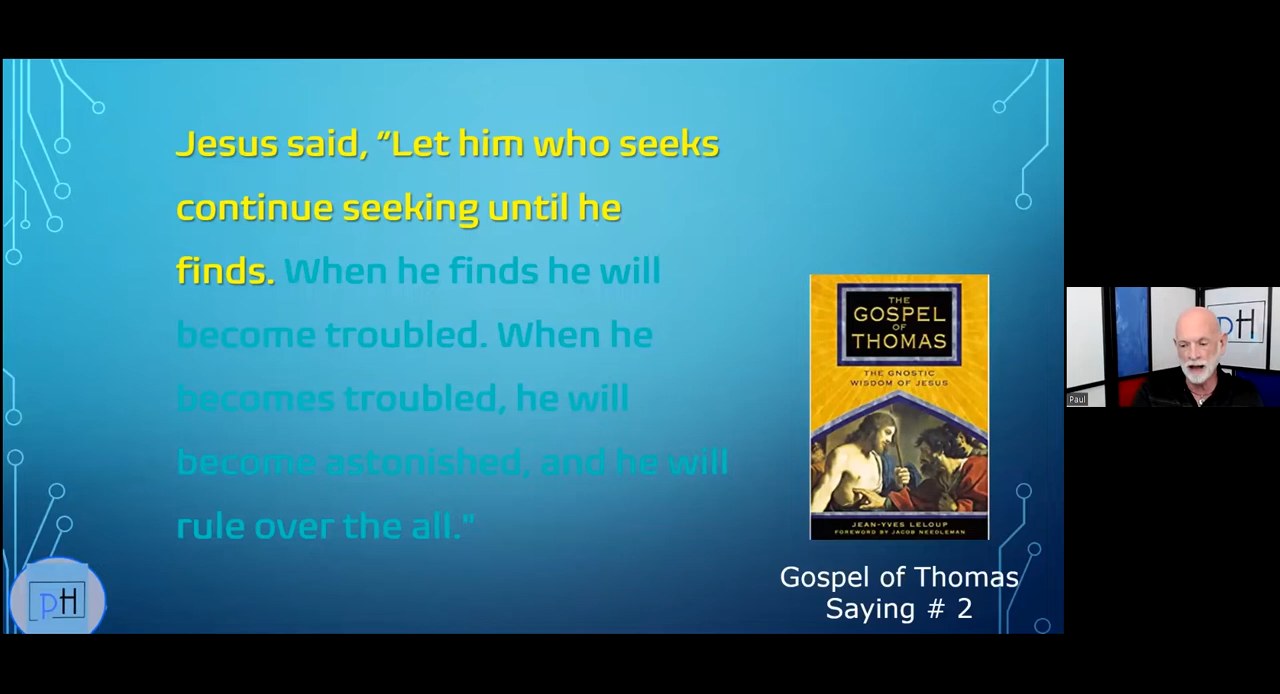 Jesus said, "Let him who seeks
continue seeking until he
finds. When he finds he will
become troubled. When he
becomes troubled, he will
become astonished, and he will
rule over the all."
THE
GOSPEL
OF
THOMAS
THE GNOSTIC
WISDOM OF JESUS
JEAN-YVES LELOUP
FOREWORD BY JACOB NEEDLEMAN
Gospel of Thomas
Saying # 2
pH
pH
Paul